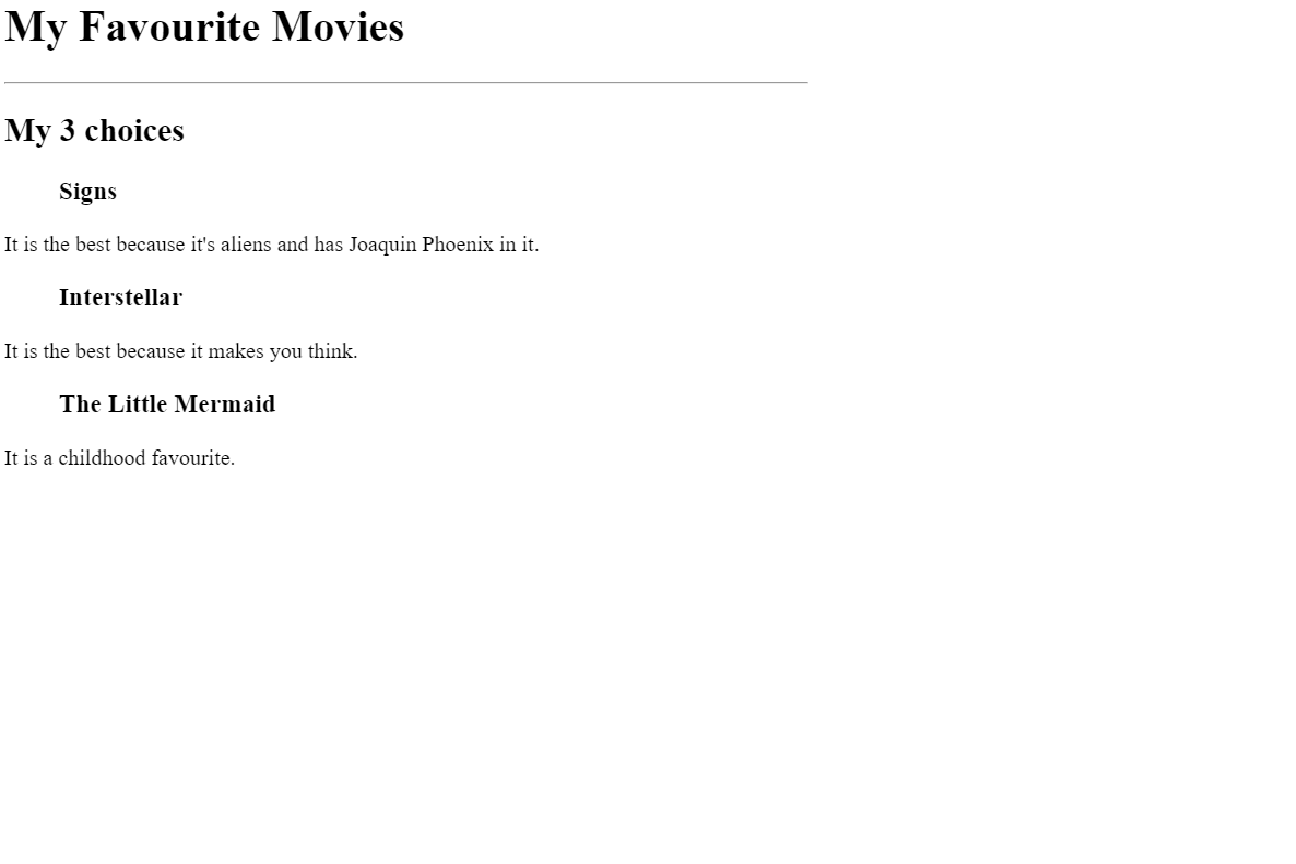 My Favourite Movies
My 3 choices
Signs
It is the best because it's aliens and has Joaquin Phoenix in it.
Interstellar
It is the best because it makes you think.
The Little Mermaid
It is a childhood favourite.